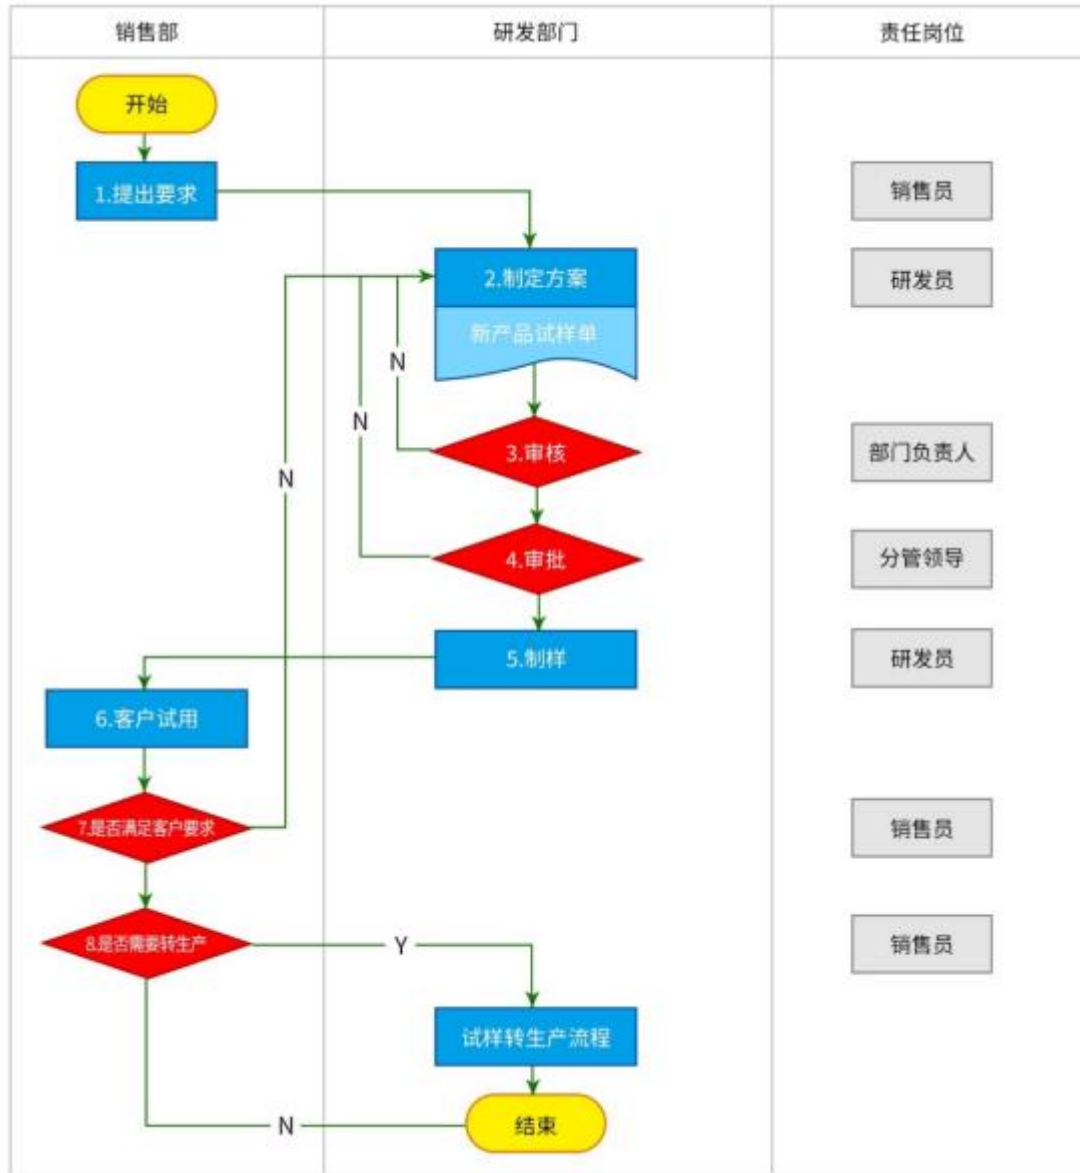 销售部
研发部门
责任岗位
开始
1.提出要求
销售员
2.制定方案
研发员
新产品试样单
N
N
3.审核
部门负责人
N
4.审批
分管领导
5.制样
研发员
6.客户试用
7.是否满足客户要求
销售员
8.是否需要转生产
Y
销售员
试样转生产流程
N
结束